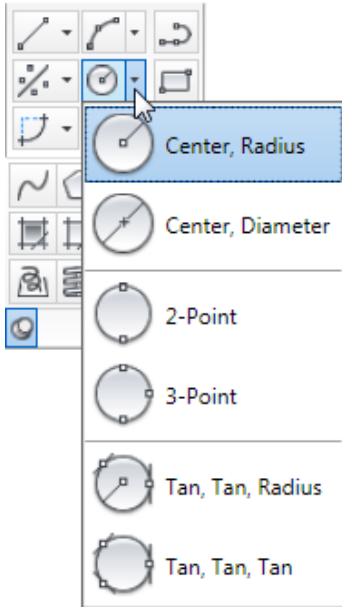 Center, Radius
Center, Diameter
2-Point
3-Point
Tan, Tan, Radius
Tan, Tan, Tan